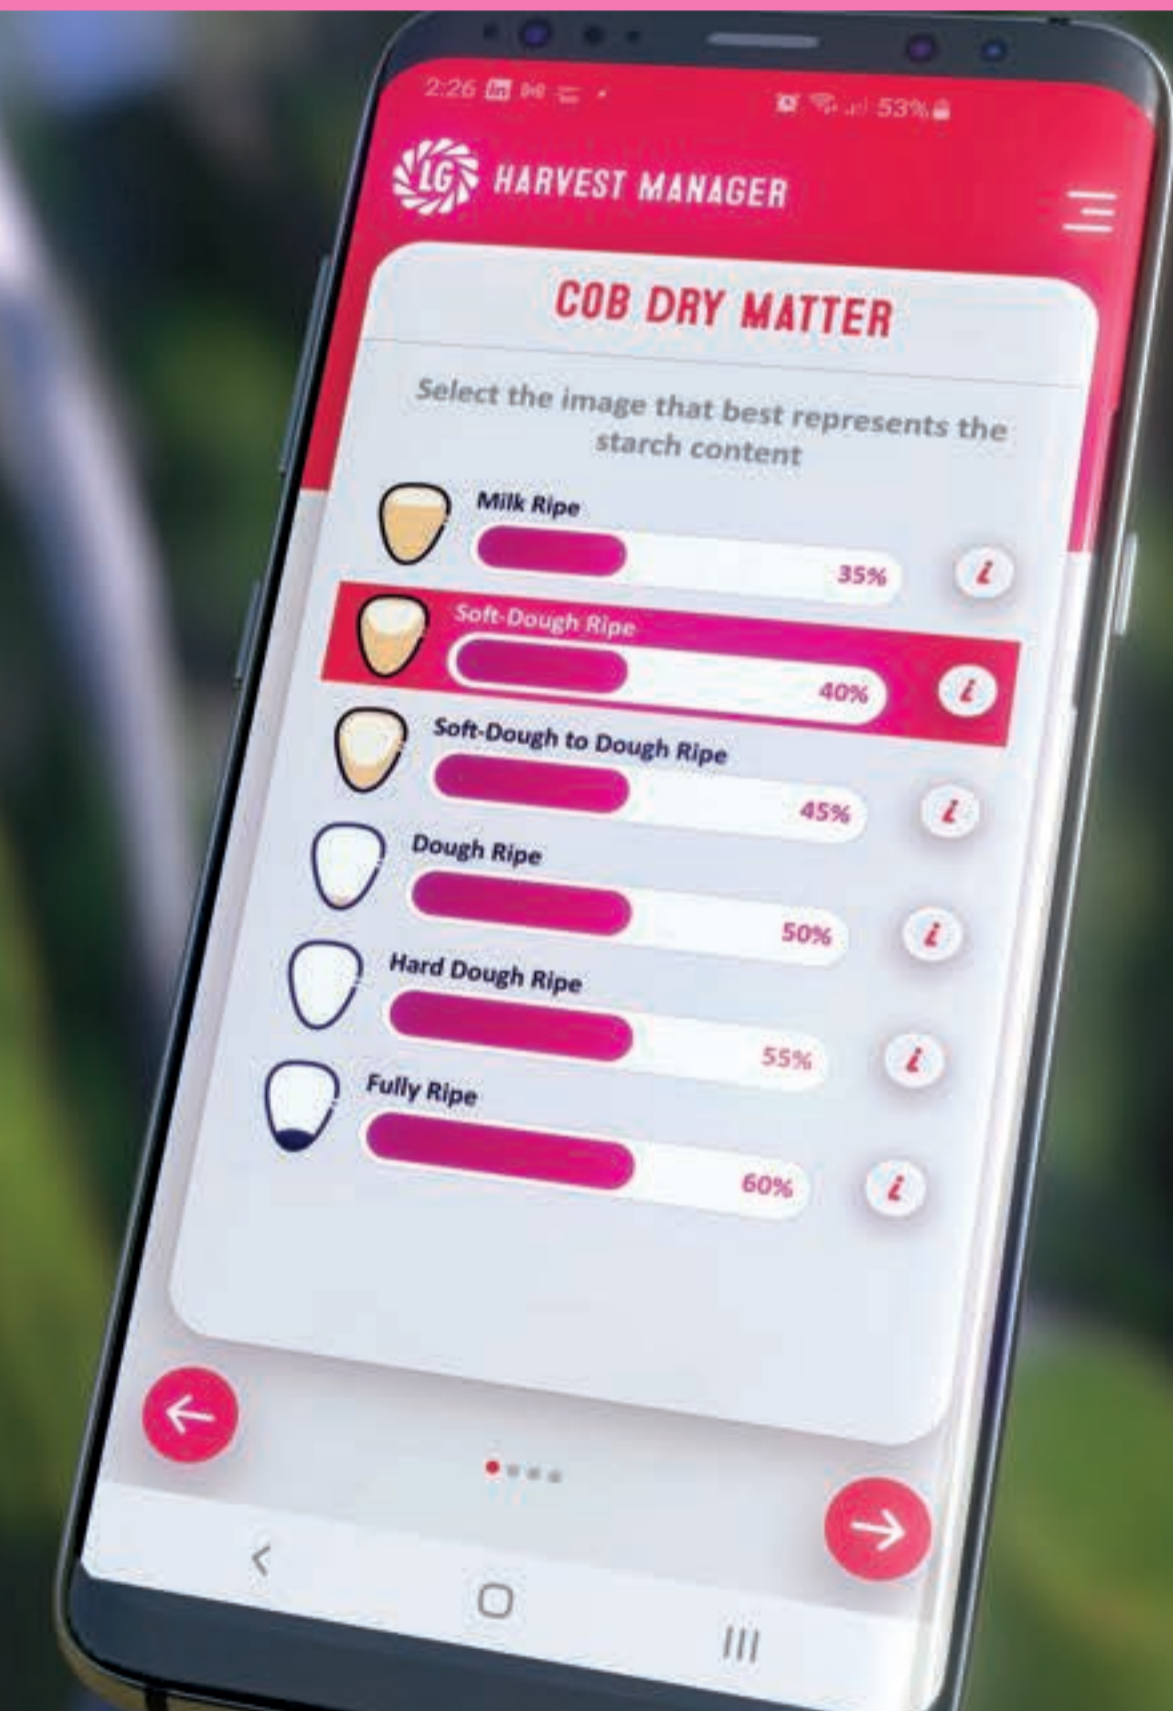 2:26
53%
LG HARVEST MANAGER
COB DRY MATTER
Select the image that best represents the
starch content
Milk Ripe
35%
i
Soft-Dough Ripe
40%
i
Soft-Dough to Dough Ripe
45%
i
Dough Ripe
50%
i
Hard Dough Ripe
55%
i
Fully Ripe
60%
i